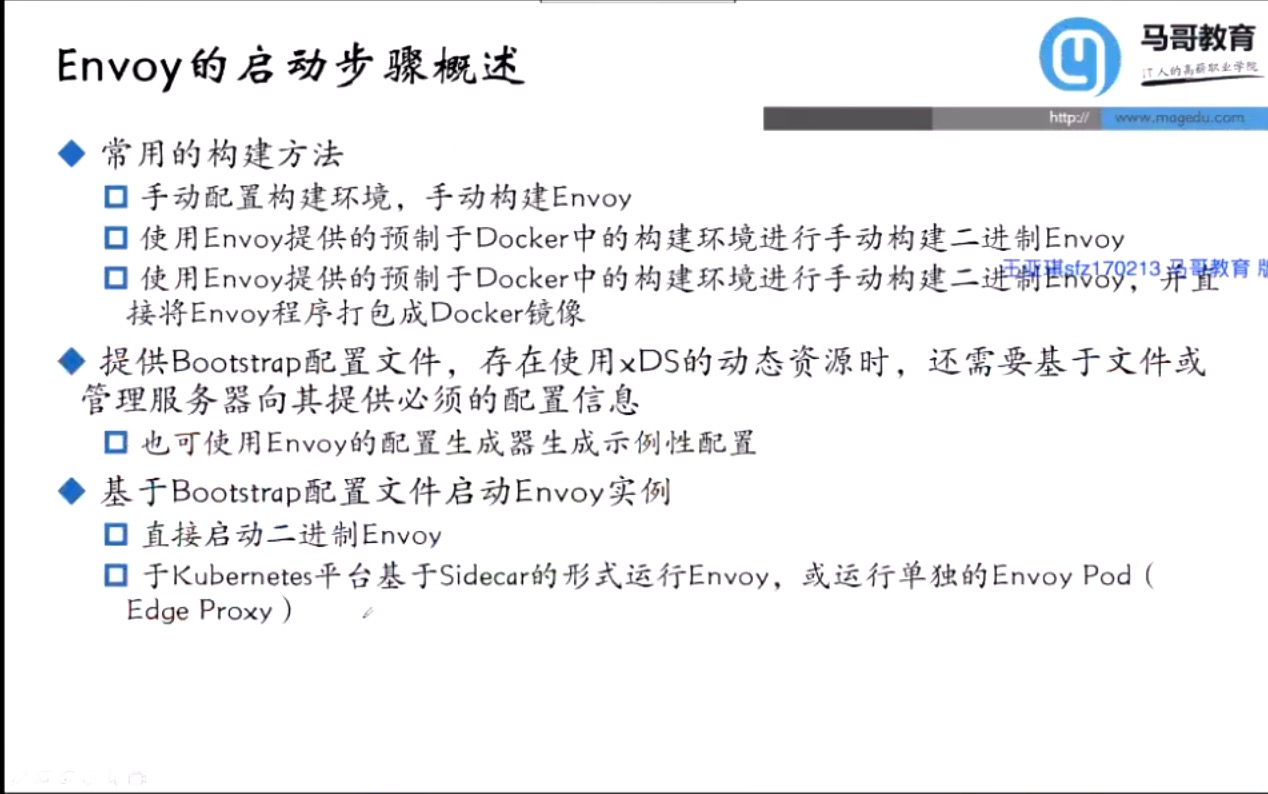 Envoy的启动步骤概述
马哥教育
IT人的高薪职业学院
http:// www.magedu.com
常用的构建方法
手动配置构建环境，手动构建Envoy
使用Envoy提供的预制于Docker中的构建环境进行手动构建二进制Envoy
王亚琪sfz170213 马哥教育 版
使用Envoy提供的预制于Docker中的构建环境进行手动构建二进制Envoy，并直
接将Envoy程序打包成Docker镜像
提供Bootstrap配置文件，存在使用xDS的动态资源时，还需要基于文件或
管理服务器向其提供必须的配置信息
也可使用Envoy的配置生成器生成示例性配置
基于Bootstrap配置文件启动Envoy实例
直接启动二进制Envoy
于Kubernetes平台基于Sidecar的形式运行Envoy，或运行单独的Envoy Pod（
Edge Proxy）